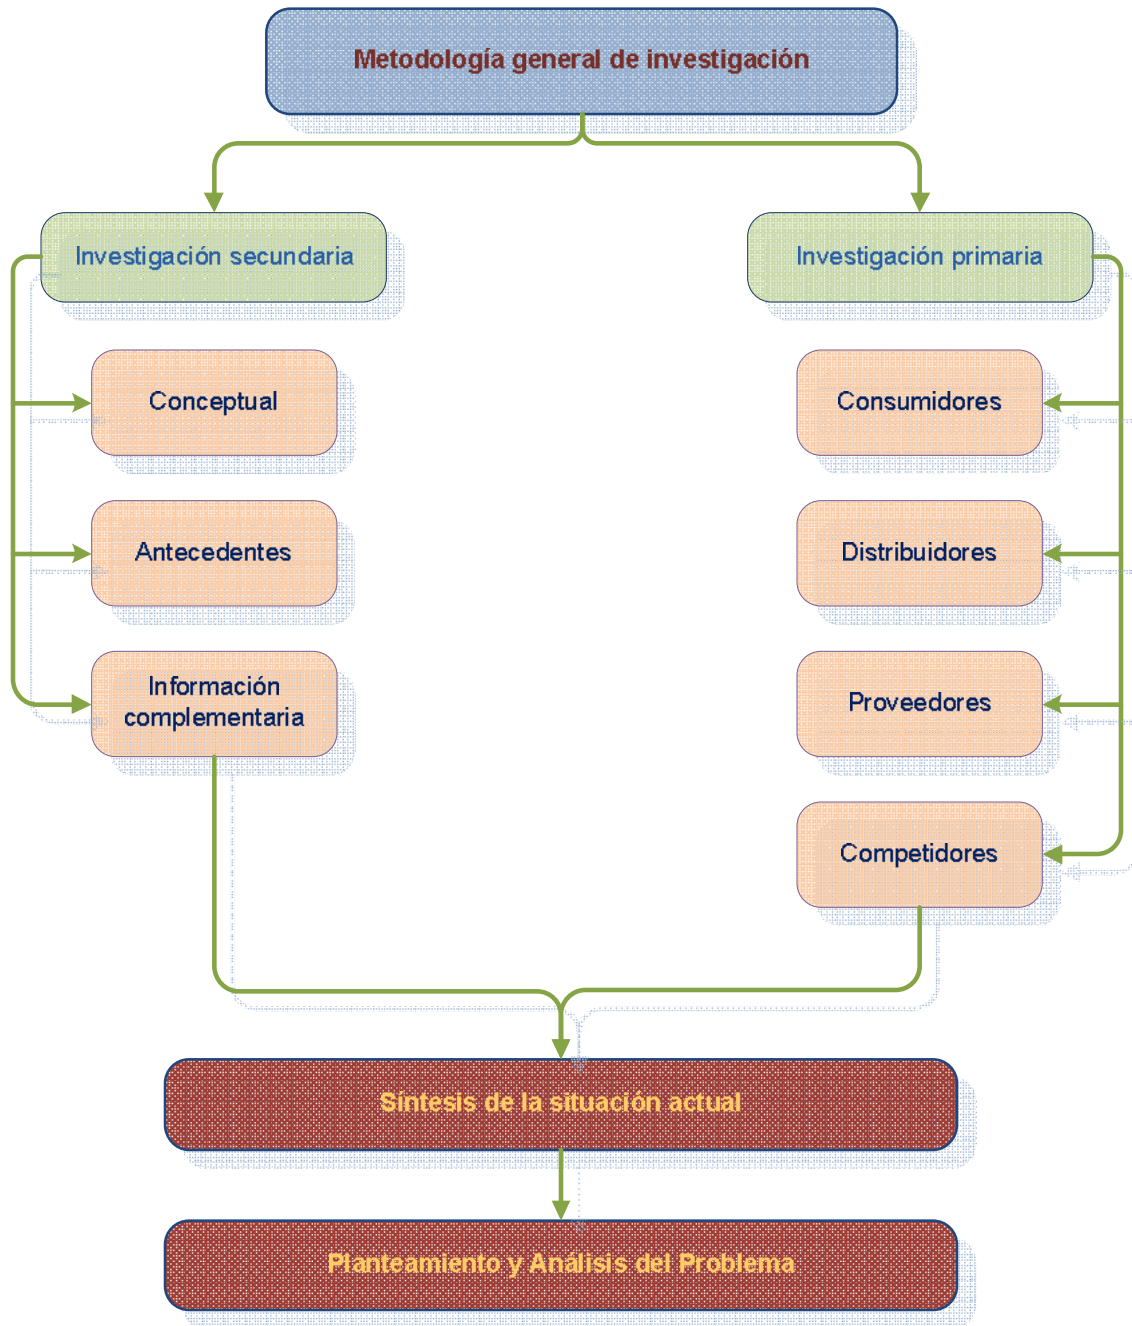 Metodología general de investigación
Investigación secundaria
Investigación primaria
Conceptual
Consumidores
Antecedentes
Distribuidores
Información
complementaria
Proveedores
Competidores
Síntesis de la situación actual
Planteamiento y Análisis del Problema